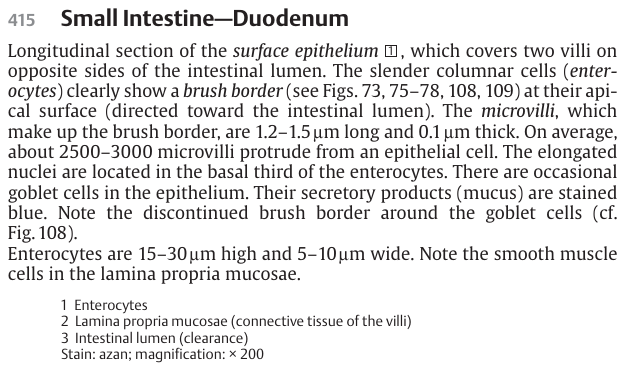 415 Small Intestine—Duodenum
Longitudinal section of the surface epithelium 1, which covers two villi on
opposite sides of the intestinal lumen. The slender columnar cells (enter-
ocytes) clearly show a brush border (see Figs. 73, 75–78, 108, 109) at their api-
cal surface (directed toward the intestinal lumen). The microvilli, which
make up the brush border, are 1.2–1.5 μm long and 0.1 μm thick. On average,
about 2500–3000 microvilli protrude from an epithelial cell. The elongated
nuclei are located in the basal third of the enterocytes. There are occasional
goblet cells in the epithelium. Their secretory products (mucus) are stained
blue. Note the discontinued brush border around the goblet cells (cf.
Fig. 108).
Enterocytes are 15–30 μm high and 5–10 μm wide. Note the smooth muscle
cells in the lamina propria mucosae.
1 Enterocytes
2 Lamina propria mucosae (connective tissue of the villi)
3 Intestinal lumen (clearance)
Stain: azan; magnification: × 200